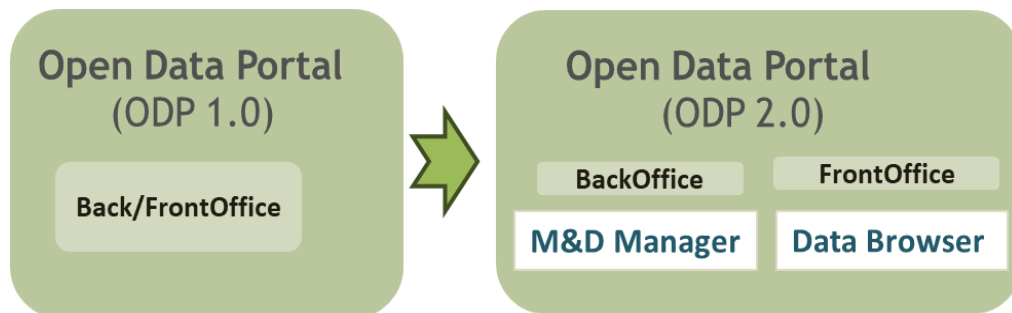 Open Data Portal
(ODP 1.0)
Back/FrontOffice
Open Data Portal
(ODP 2.0)
BackOffice
FrontOffice
M&D Manager
Data Browser